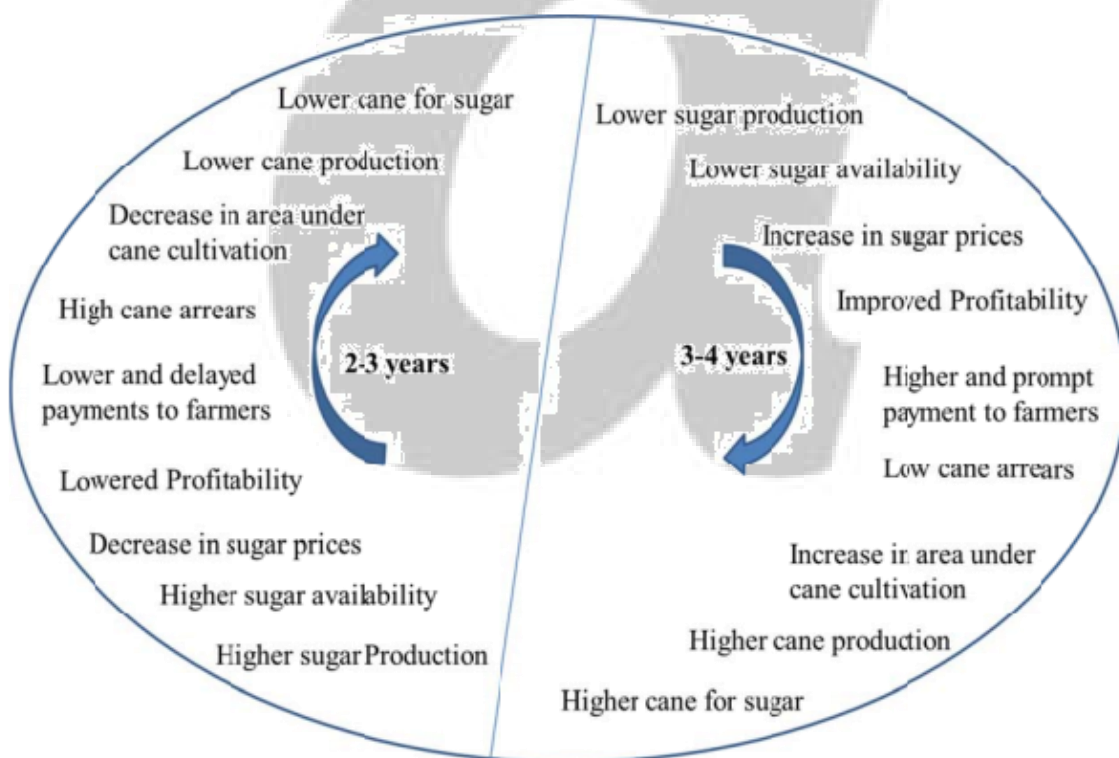 Lower cane for sugar
Lower cane production
Decrease in area under
cane cultivation
High cane arrears
Lower and delayed
payments to farmers
Lowered Profitability
Decrease in sugar prices
Higher sugar availability
Higher sugar Production
2-3 years
Lower sugar production
Lower sugar availability
Increase in sugar prices
Improved Profitability
3-4 years
Higher and prompt
payment to farmers
Low cane arrears
Increase in area under
cane cultivation
Higher cane production
Higher cane for sugar